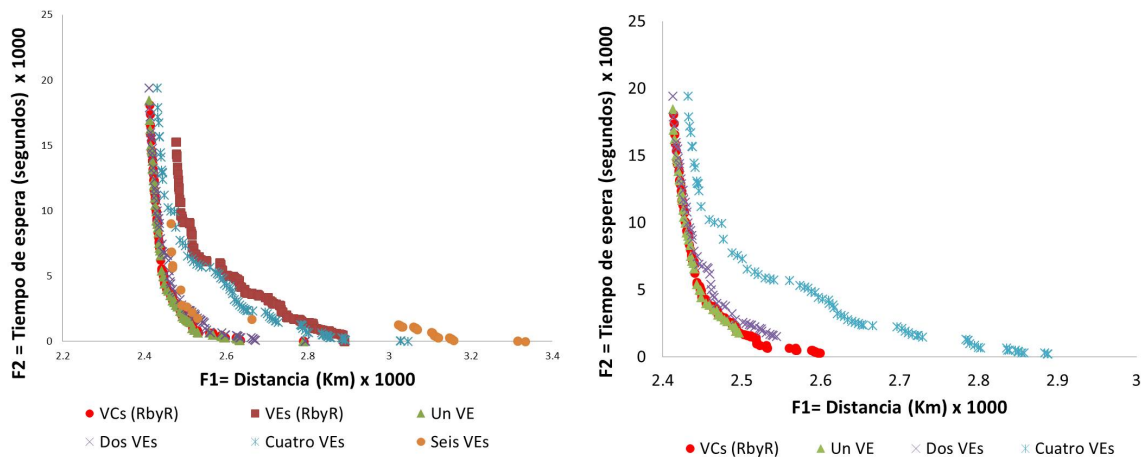 F2 = Tiempo de espera (segundos) x 1000
25
20
15
10
5
0
2.2
2.4
2.6
2.8
3
3.2
3.4
F1= Distancia (Km) x 1000
VCs (RbyR)
VEs (RbyR)
Un VE
Dos VEs
Cuatro VEs
Seis VEs
F2 = Tiempo de espera (segundos) x 1000
25
20
15
10
5
0
2.4
2.5
2.6
2.7
2.8
2.9
3
F1= Distancia (Km) x 1000
VCs (RbyR)
Un VE
Dos VEs
Cuatro VEs